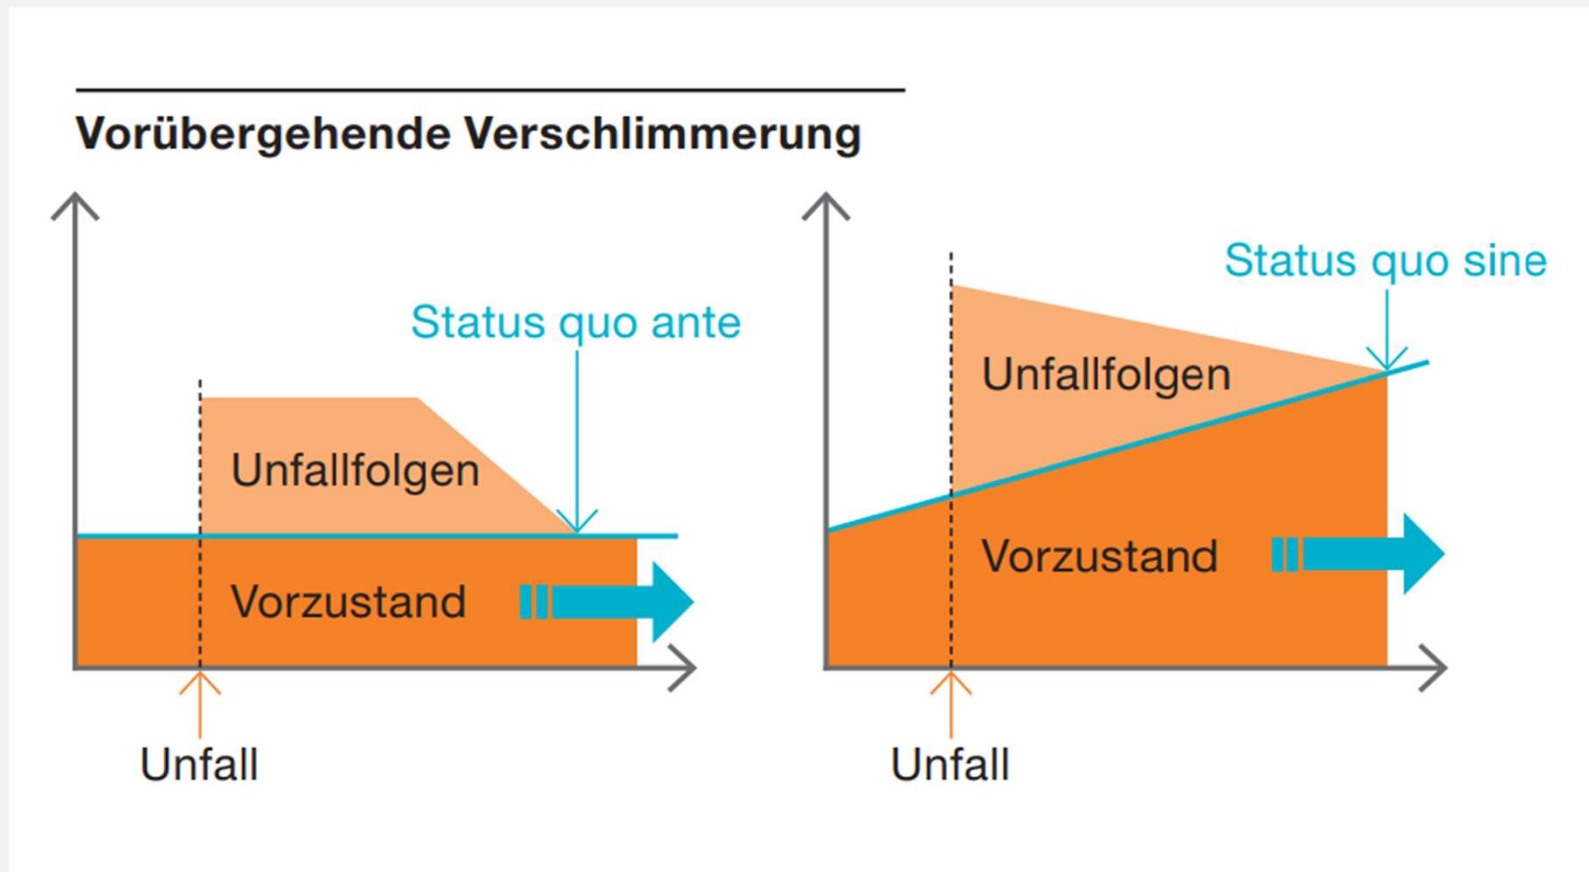 Vorübergehende Verschlimmerung
Status quo ante
Unfallfolgen
Vorzustand
Unfall
Status quo sine
Unfallfolgen
Vorzustand
Unfall